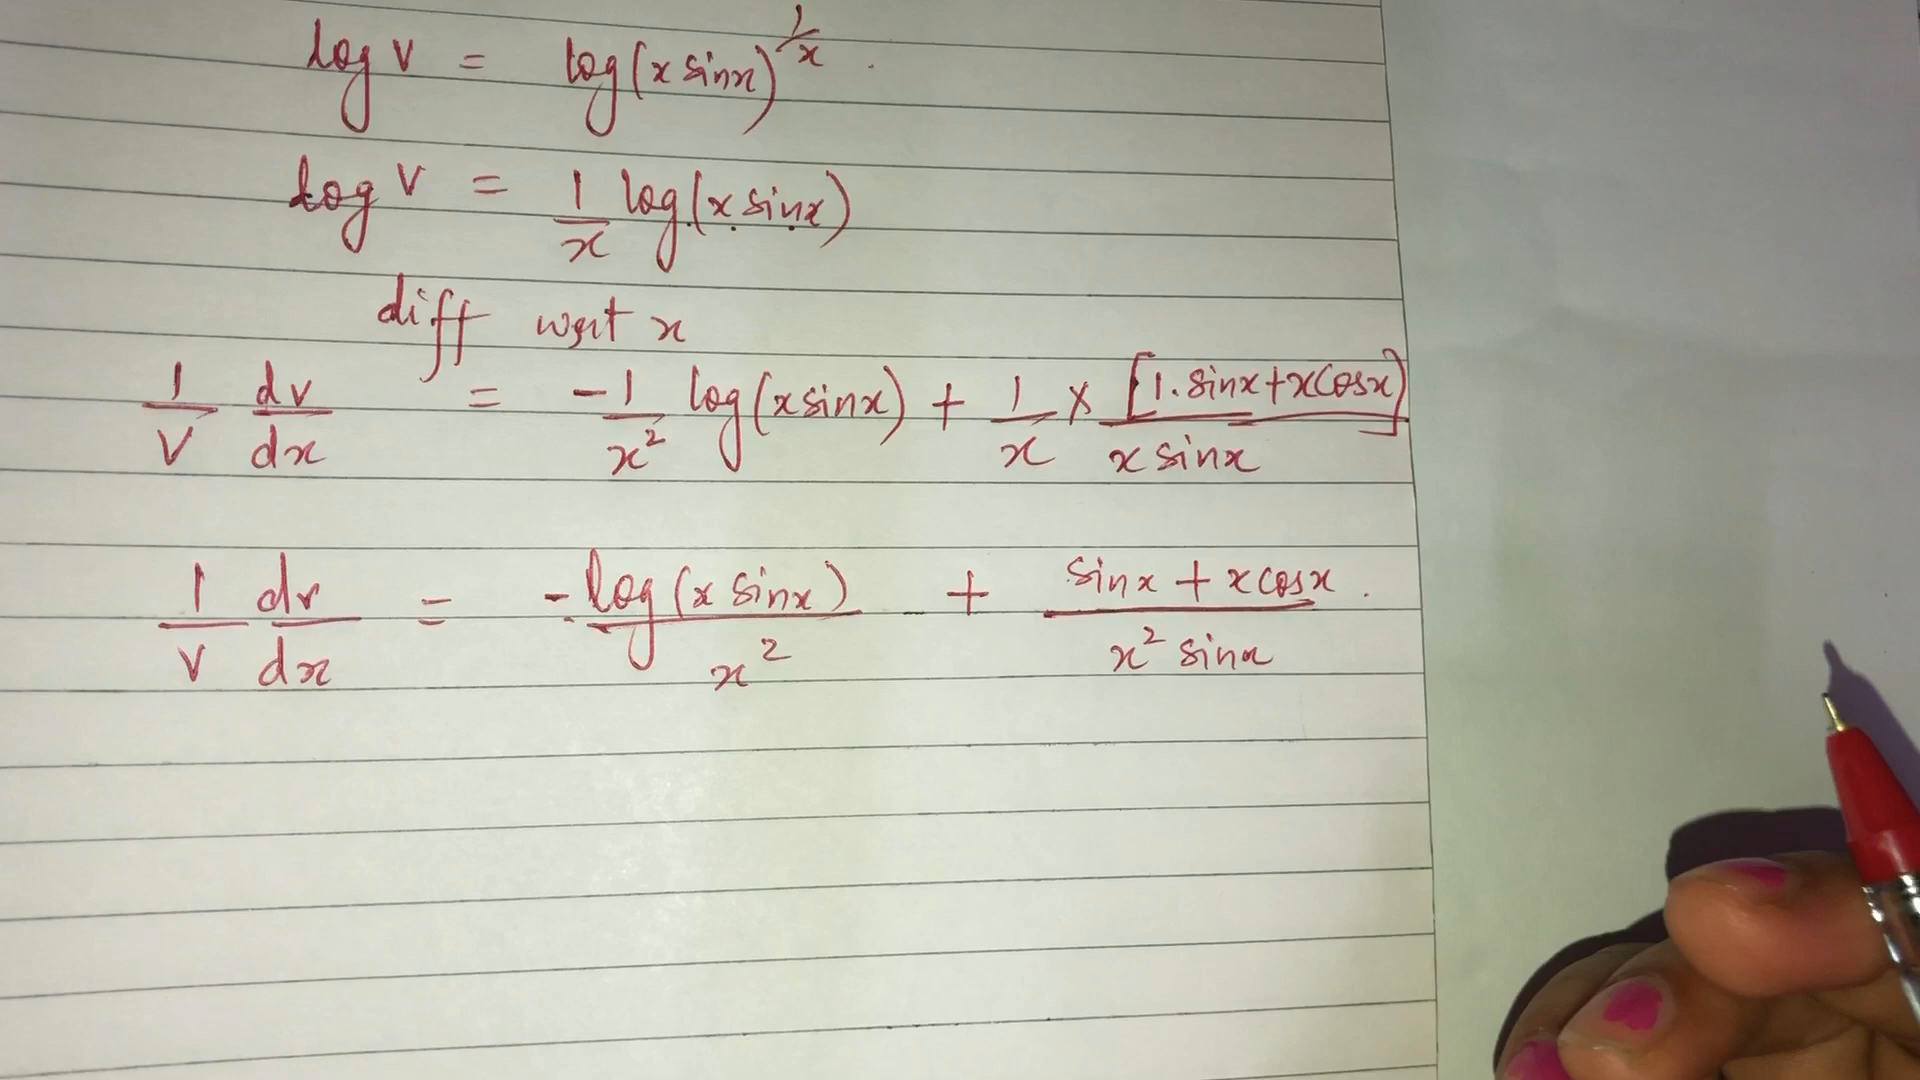 log v = log(x sinx)^{1/x} .
log v = 1/x log(x sinx)
diff wrt x
1/v dv/dx = -1/x² log(x sinx) + 1/x × [1. sinx + x cosx]/x sinx
1/v dv/dx = -log(x sinx)/x² + sinx + x cosx/x² sinx .